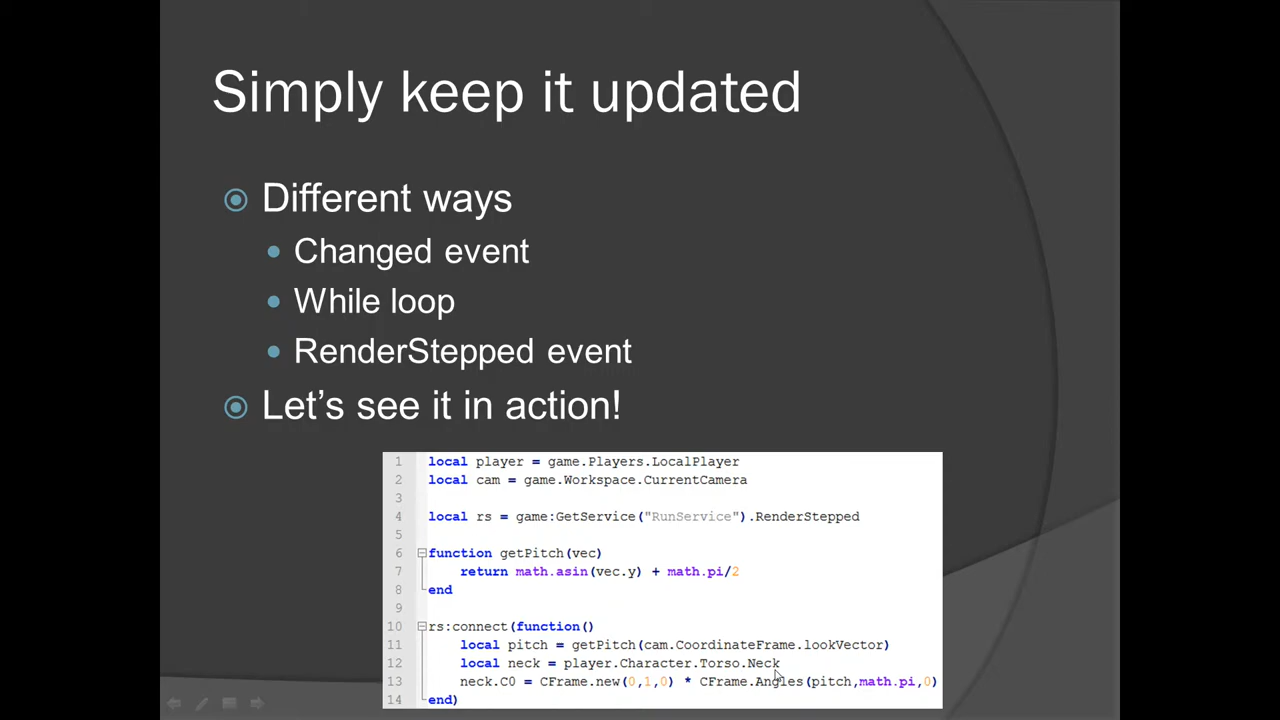 Simply keep it updated
Different ways
Changed event
While loop
RenderStepped event
Let's see it in action!
1 local player = game.Players.LocalPlayer
2 local cam = game.Workspace.CurrentCamera
3
4 local rs = game:GetService("RunService").RenderStepped
5
6 function getPitch(vec)
7 return math.asin(vec.y) + math.pi/2
8 end
9
10 rs:connect(function()
11 local pitch = getPitch(cam.CoordinateFrame.lookVector)
12 local neck = player.Character.Torso.Neck
13 neck.C0 = CFrame.new(0,1,0) * CFrame.Angles(pitch,math.pi,0)
14 end)